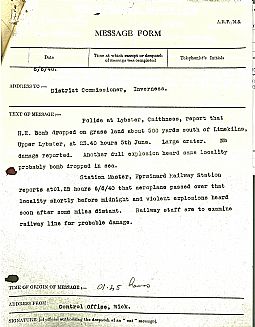 A.R.P./M.5.
MESSAGE FORM
Date
Time at which receipt or despatch
of message was completed
Telephonist's Initials
6/6/40.
ADDRESS TO:-
District Commissioner, Inverness.
TEXT OF MESSAGE:-
Police at Lybster, Caithness, report that
H.E. Bomb dropped on grass land about 500 yards south of Limekilns,
Upper Lybster, at 23.40 hours 5th June. Large crater. No
damage reported. Another dull explosion heard same locality
probably bomb dropped in sea.
Station Master, Forsinard Railway Station
reports at 01.25 hours 6/6/40 that aeroplane passed over that
locality shortly before midnight and violent explosions heard
soon after some miles distant. Railway staff are to examine
railway line for probable damage.
TIME OF ORIGIN OF MESSAGE:- 01.45 hours
ADDRESS FROM
Control Office, Wick.
SIGNATURE (of officer authorising the despatch of an "out" message).